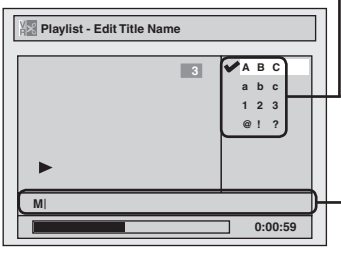 Playlist - Edit Title Name
3
A B C
a b c
1 2 3
@ ! ?
M|
0:00:59